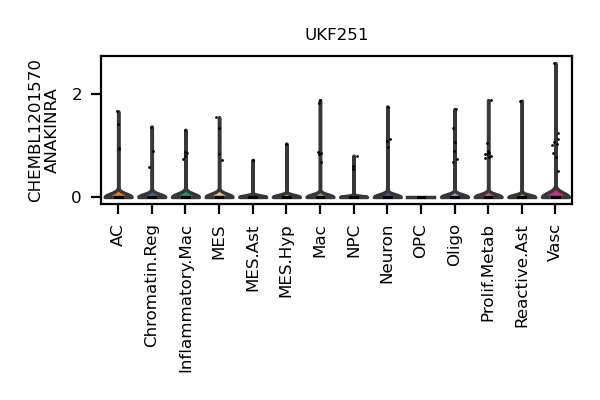 UKF251
CHEMBL1201570
ANAKINRA
2
0
AC
Chromatin.Reg
Inflammatory.Mac
MES
MES.Ast
MES.Hyp
Mac
NPC
Neuron
OPC
Oligo
Prolif.Metab
Reactive.Ast
Vasc